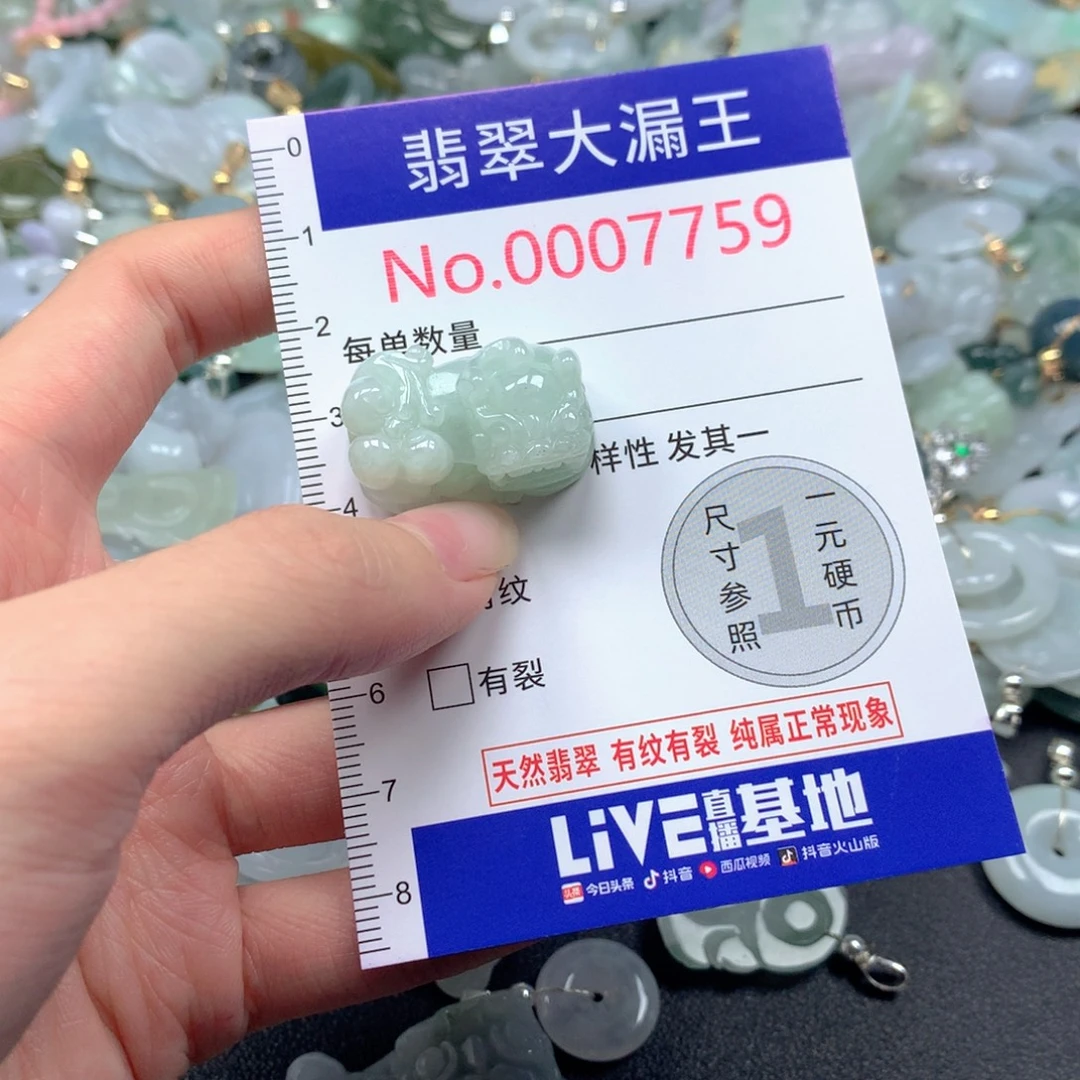 翡翠大漏王
No.0007759
每单数量
样性 发其一
纹
有裂
尺寸参照
一元硬币
1
天然翡翠 有纹有裂 纯属正常现象
LiVE直播基地
头条 今日头条 抖音 西瓜视频 抖音火山版
0
1
2
3
4
6
7
8